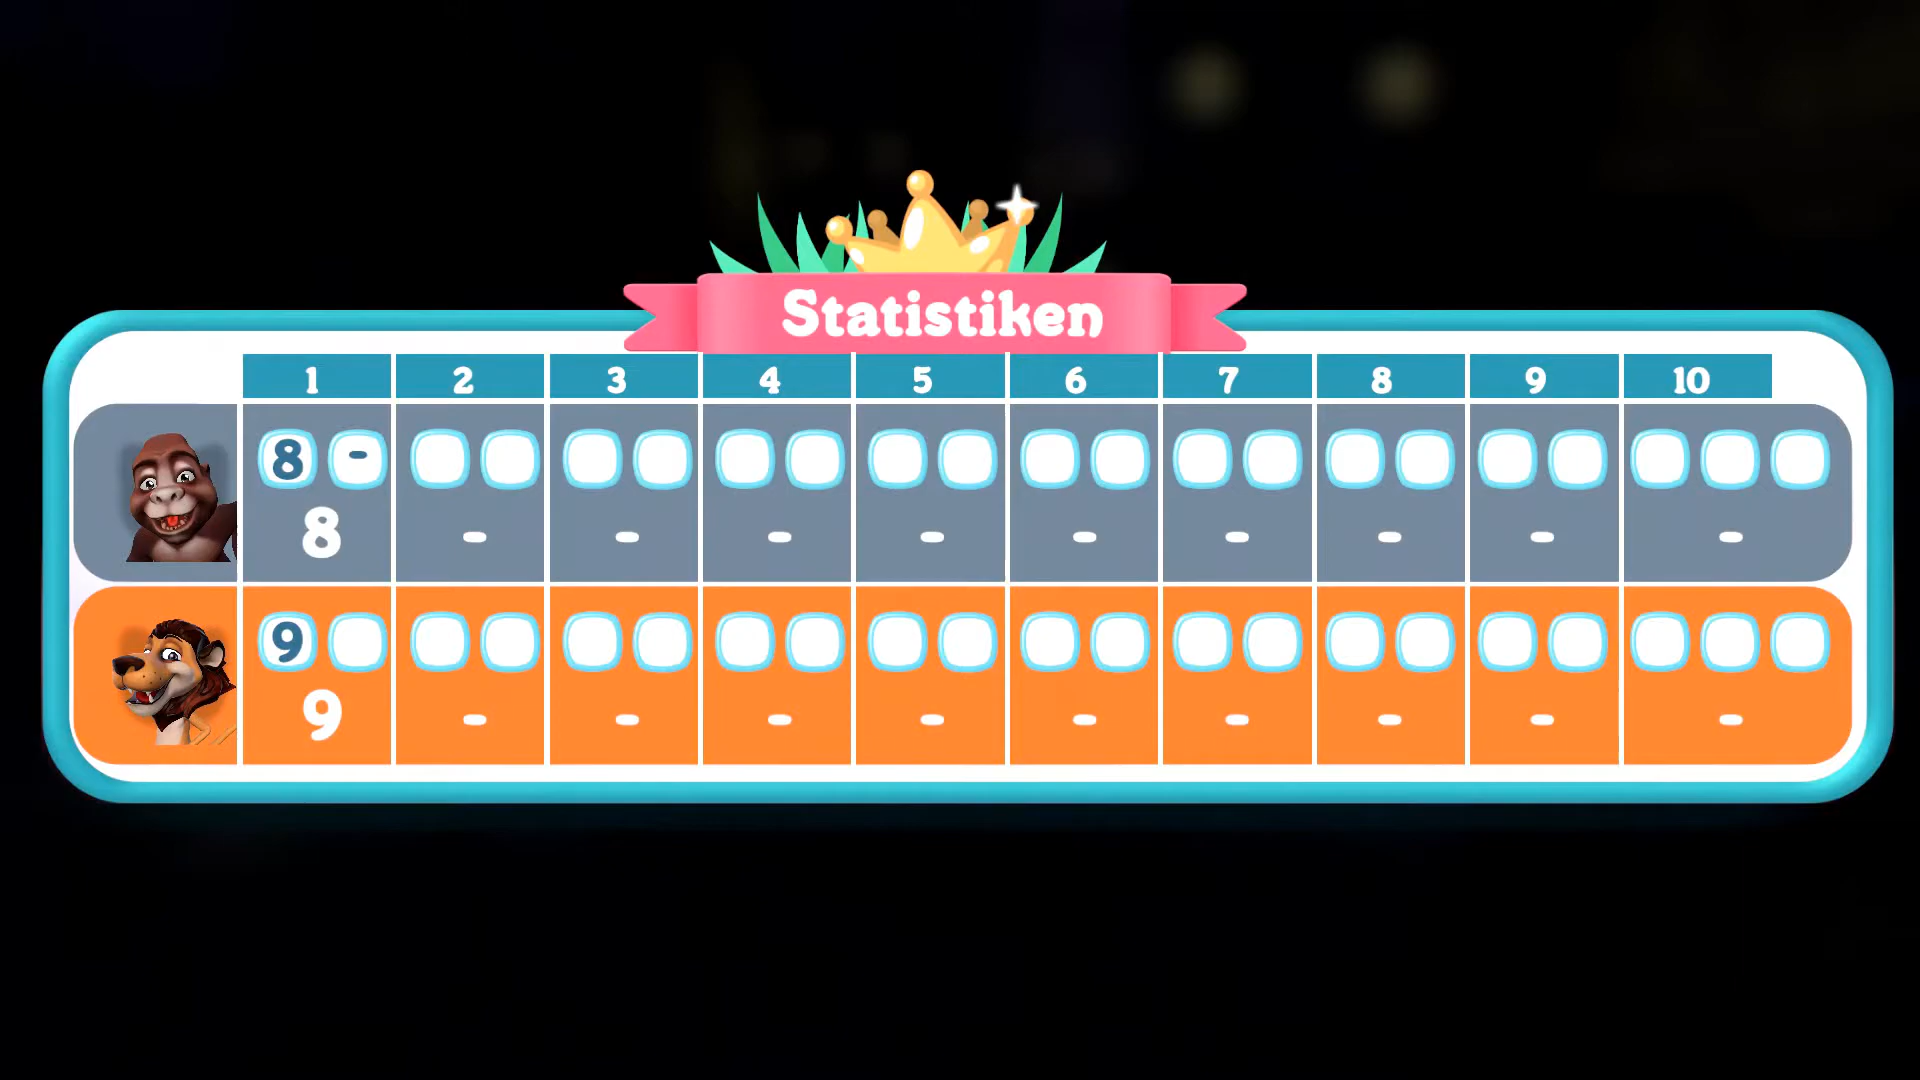 Statistiken
1 2 3 4 5 6 7 8 9 10
8 -
8 - - - - - - - - -
9
9 - - - - - - - - -